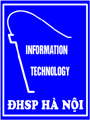 INFORMATION
TECHNOLOGY
ĐHSP HÀ NỘI